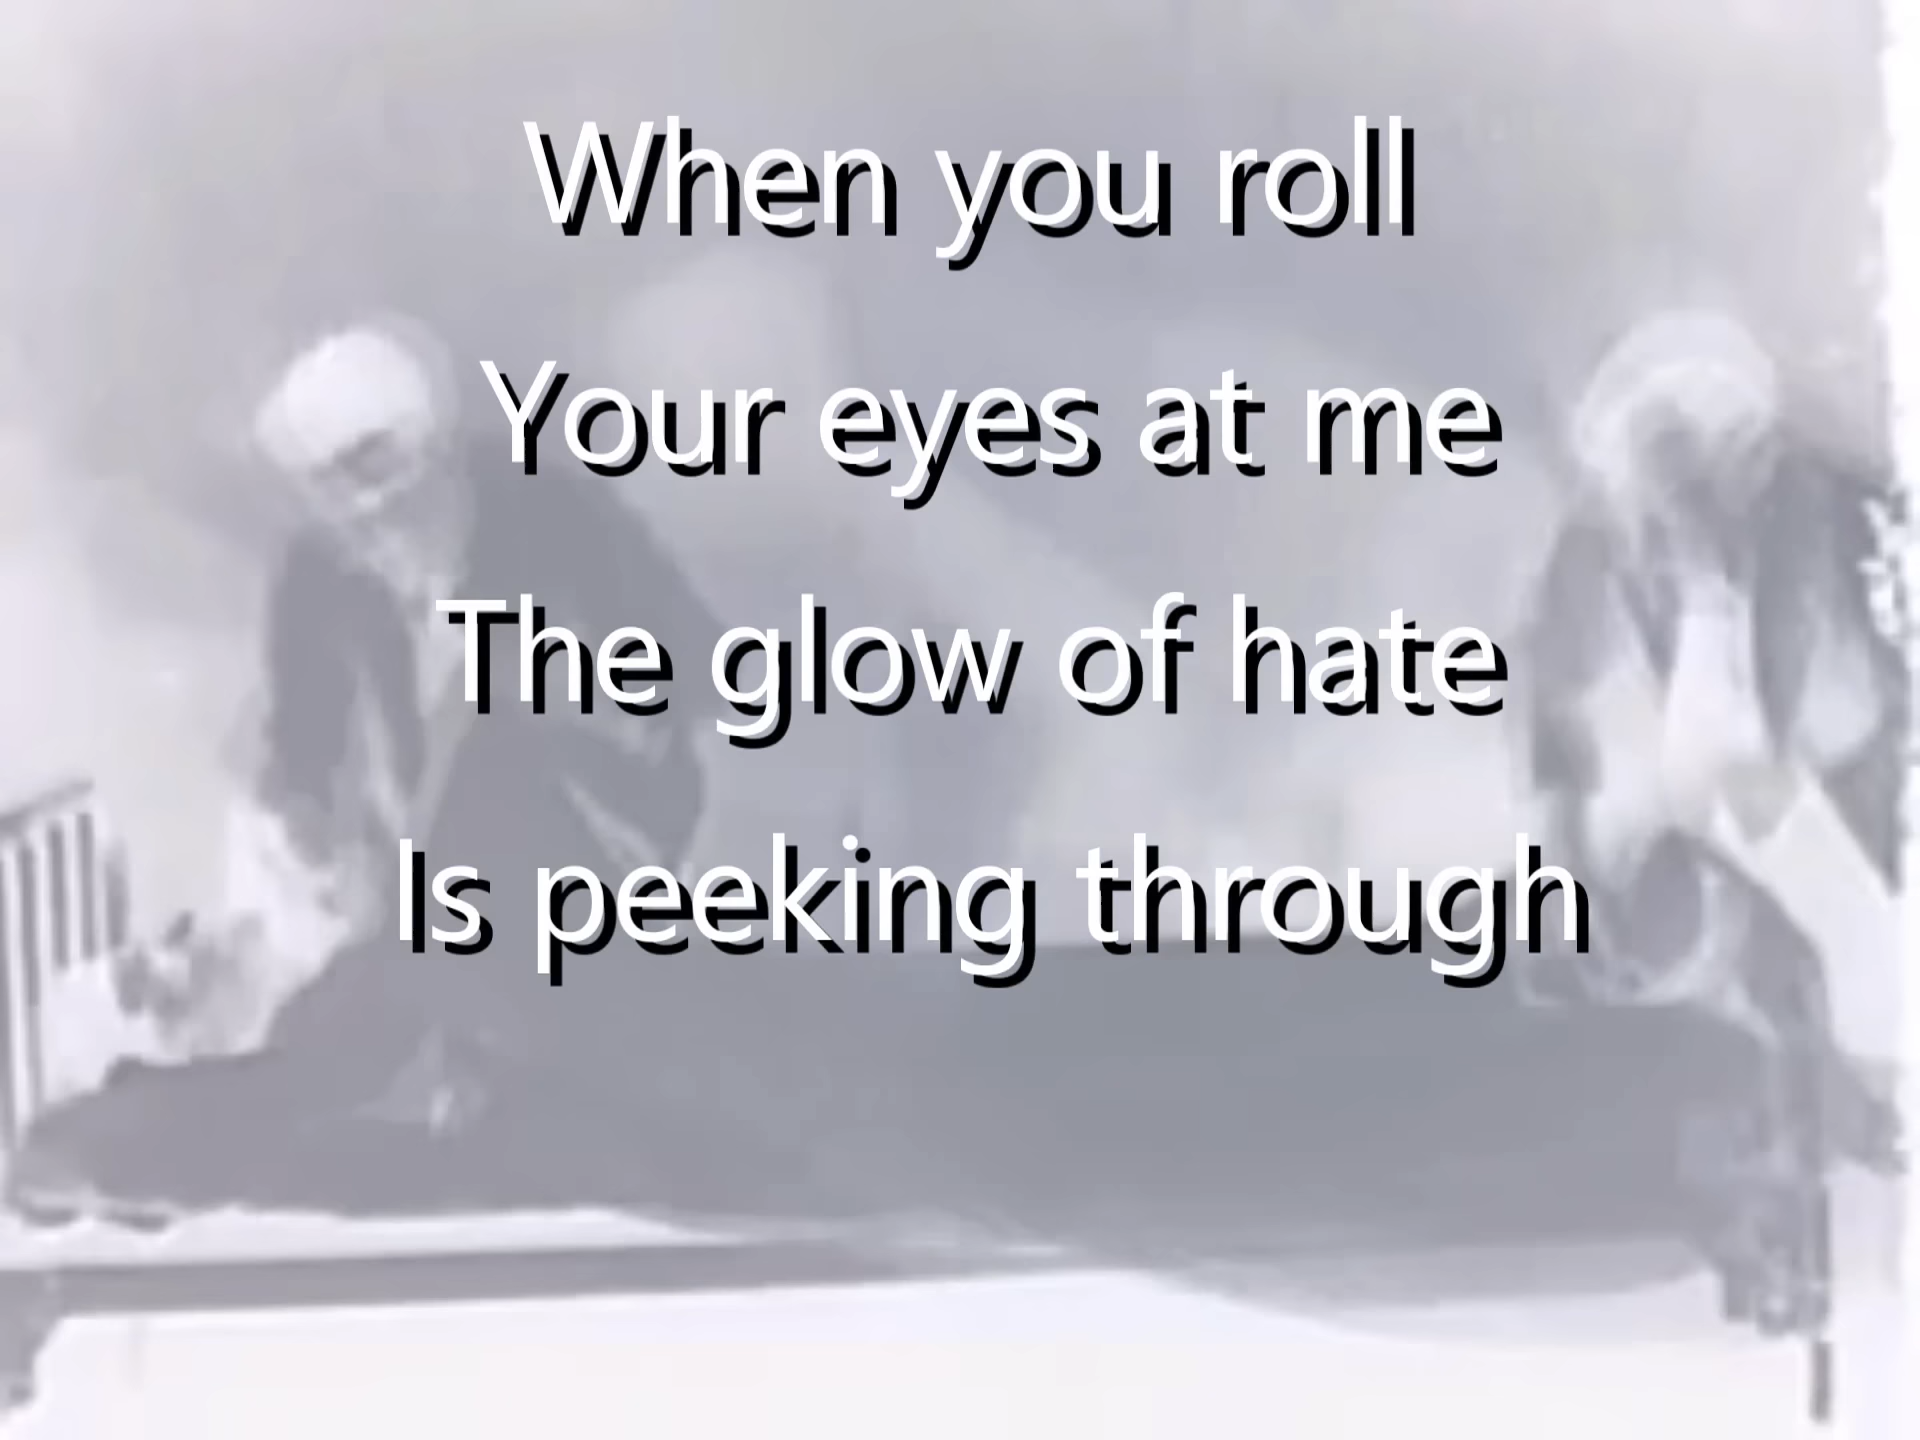 When you roll
Your eyes at me
The glow of hate
Is peeking through